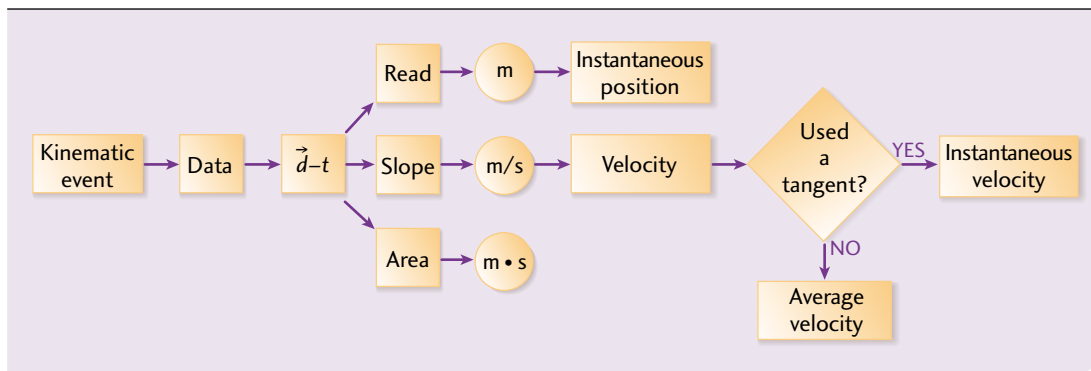 Kinematic
event
Data
d⃗–t
Read
m
Instantaneous
position
Slope
m/s
Velocity
Used
a
tangent?
YES
Instantaneous
velocity
NO
Average
velocity
Area
m • s